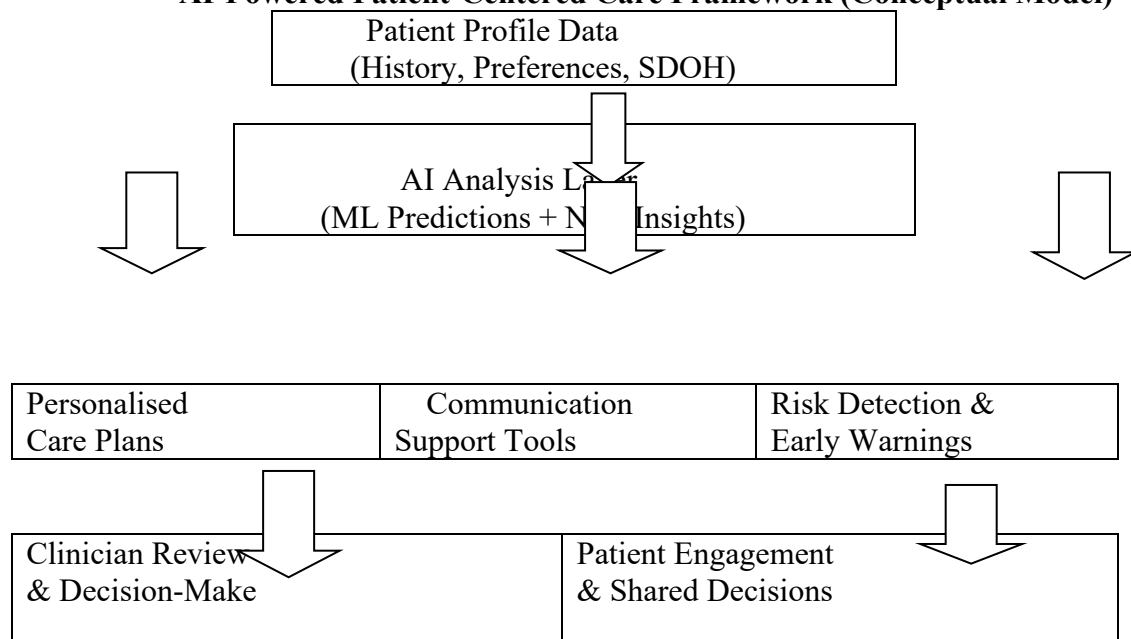 AI-Powered Patient-Centered Care Framework (Conceptual Model)
Patient Profile Data
(History, Preferences, SDOH)
AI Analysis
(ML Predictions + Insights)
Personalised
Care Plans
Communication
Support Tools
Risk Detection &
Early Warnings
Clinician Review
& Decision-Make
Patient Engagement
& Shared Decisions